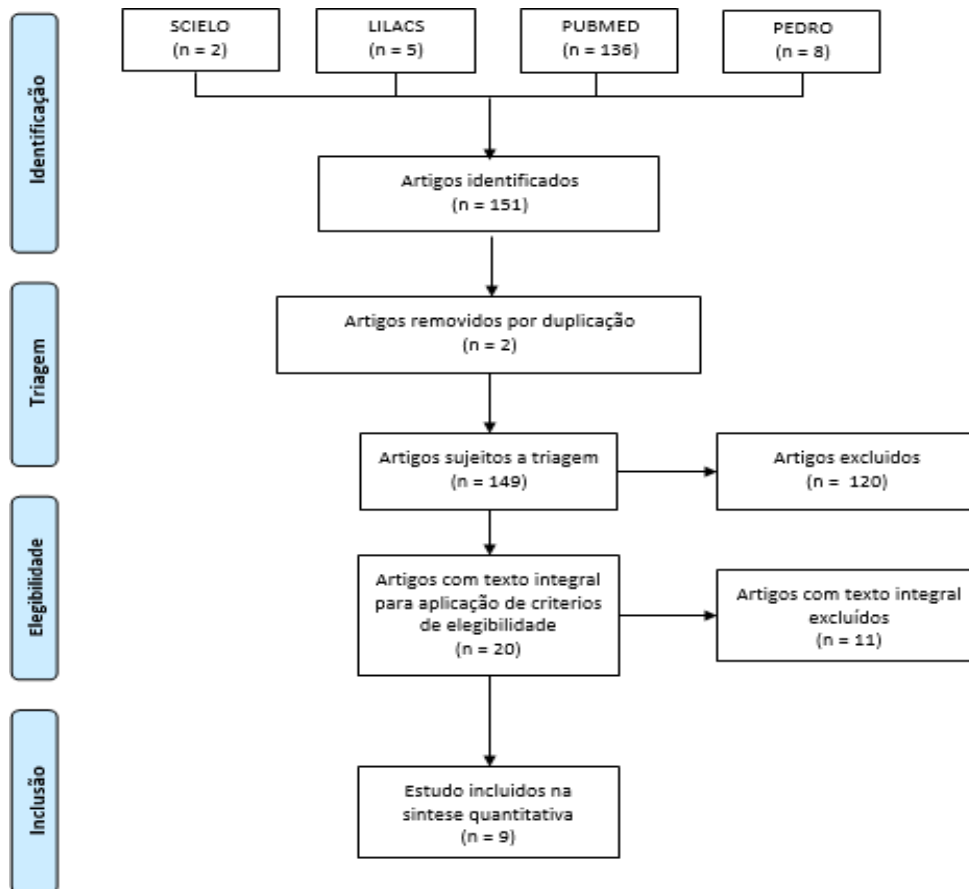 Identificação
SCIELO
(n = 2)
LILACS
(n = 5)
PUBMED
(n = 136)
PEDRO
(n = 8)
Artigos identificados
(n = 151)
Triagem
Artigos removidos por duplicação
(n = 2)
Artigos sujeitos a triagem
(n = 149)
Artigos excluidos
(n = 120)
Elegibilidade
Artigos com texto integral
para aplicação de criterios
de elegibilidade
(n = 20)
Artigos com texto integral
excluídos
(n = 11)
Inclusão
Estudo incluidos na
sintese quantitativa
(n = 9)